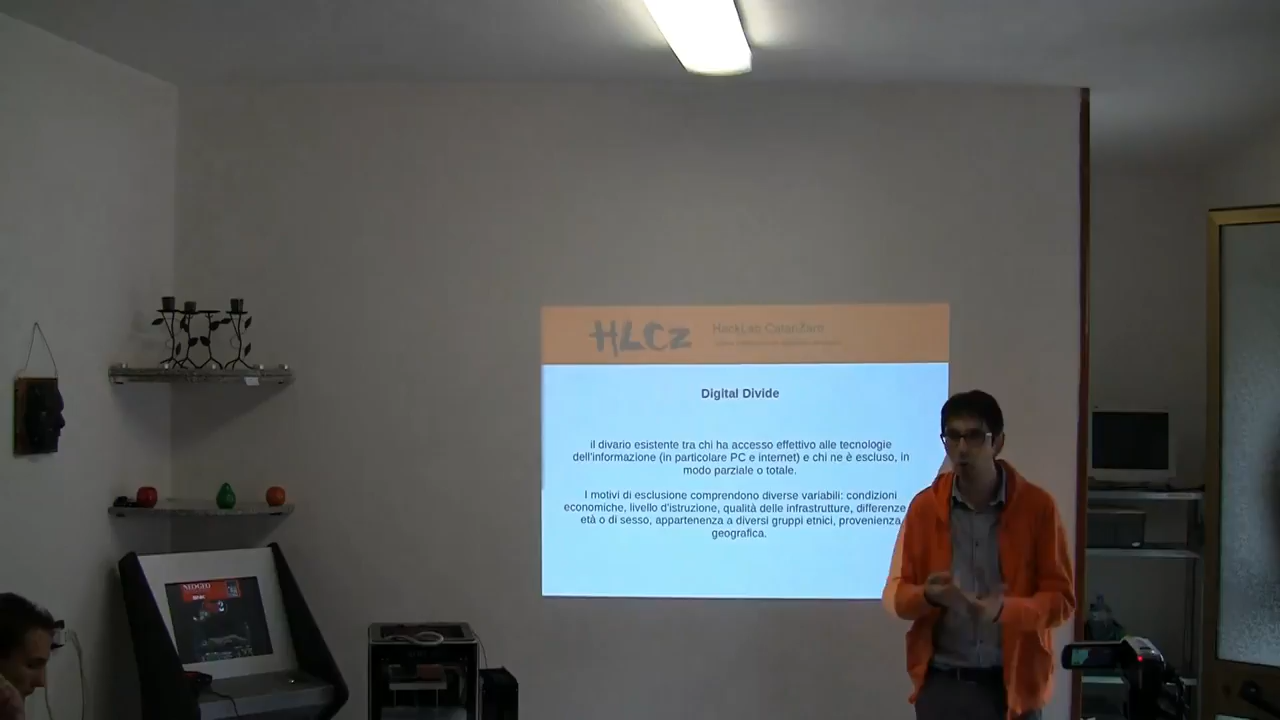 HLCz
HackLab CatanZaro
Digital Divide
il divario esistente tra chi ha accesso effettivo alle tecnologie
dell'informazione (in particolare PC e internet) e chi ne è escluso, in
modo parziale o totale.
I motivi di esclusione comprendono diverse variabili: condizioni
economiche, livello d'istruzione, qualità delle infrastrutture, differenze
età o di sesso, appartenenza a diversi gruppi etnici, provenienza
geografica.
NEOGEO